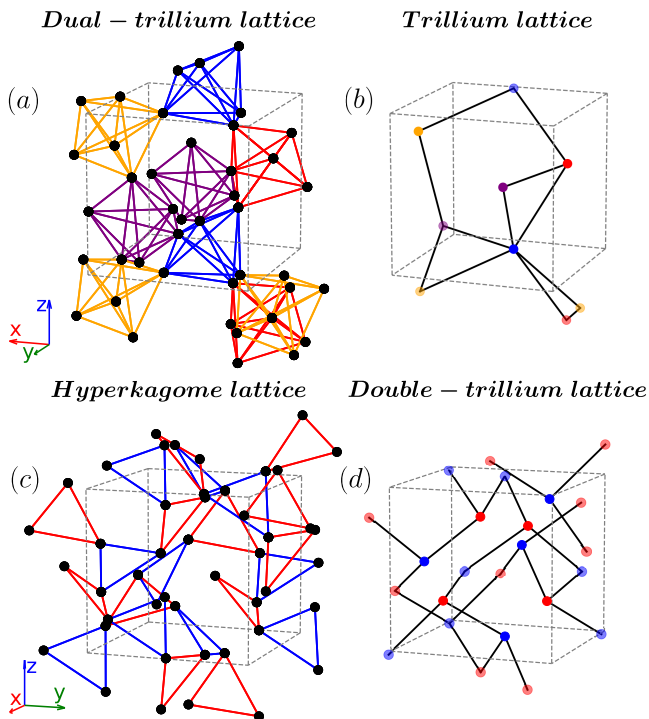 Dual – trillium lattice
Trillium lattice
(a)
(b)
z
x
y
Hyperkagome lattice
Double – trillium lattice
(c)
(d)
z
x
y